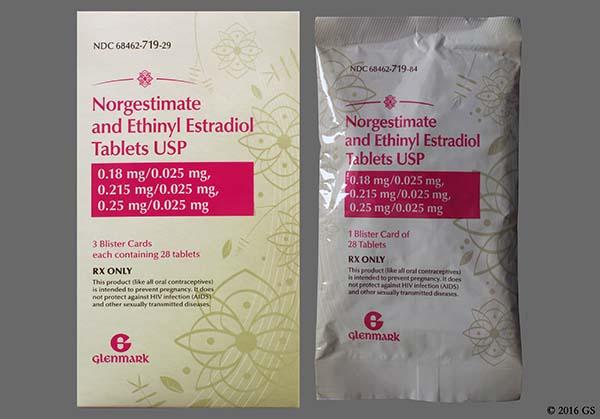 NDC 68462-719-29
Norgestimate
and Ethinyl Estradiol
Tablets USP
0.18 mg/0.025 mg,
0.215 mg/0.025 mg,
0.25 mg/0.025 mg
3 Blister Cards
each containing 28 tablets
RX ONLY
This product (like all oral contraceptives)
is intended to prevent pregnancy. It does
not protect against HIV infection (AIDS)
and other sexually transmitted diseases.
glenmark
NDC 68462-719-84
Norgestimate
and Ethinyl Estradiol
Tablets USP
0.18 mg/0.025 mg,
0.215 mg/0.025 mg,
0.25 mg/0.025 mg
1 Blister Card of
28 Tablets
RX ONLY
This product (like all oral contraceptives)
is intended to prevent pregnancy. It does
not protect against HIV infection (AIDS)
and other sexually transmitted diseases.
glenmark
© 2016 GS